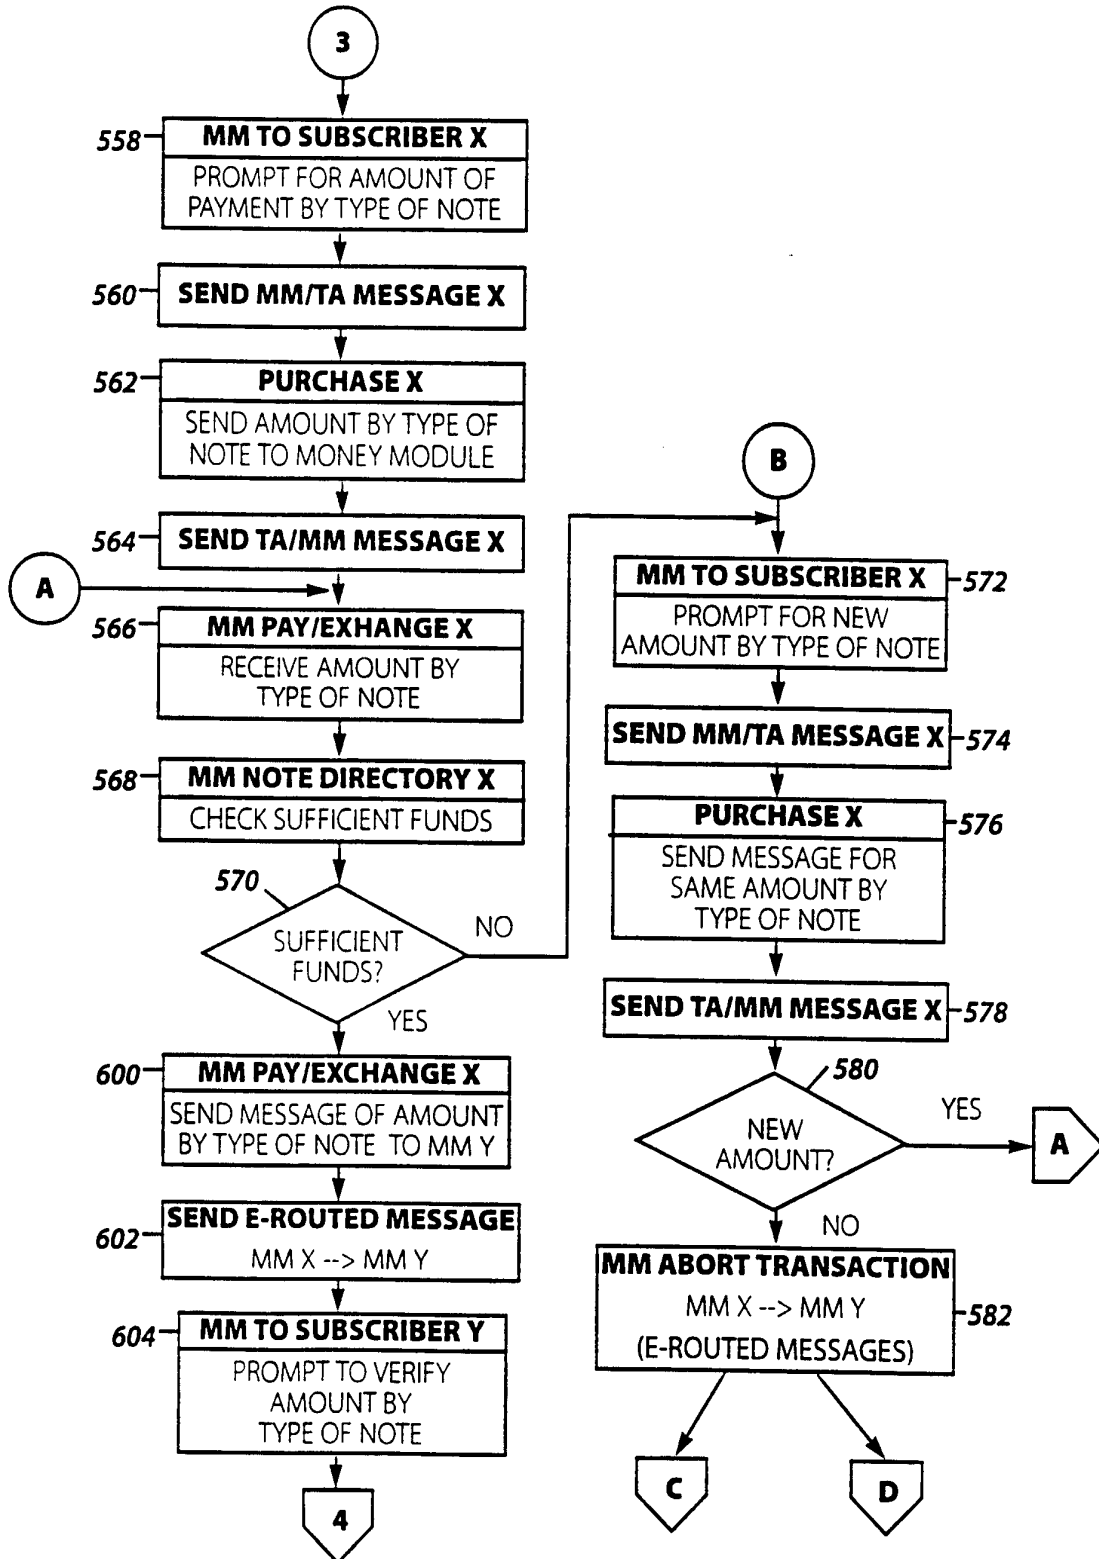 3
558
MM TO SUBSCRIBER X
PROMPT FOR AMOUNT OF
PAYMENT BY TYPE OF NOTE
560
SEND MM/TA MESSAGE X
562
PURCHASE X
SEND AMOUNT BY TYPE OF
NOTE TO MONEY MODULE
564
SEND TA/MM MESSAGE X
A
566
MM PAY/EXHANGE X
RECEIVE AMOUNT BY
TYPE OF NOTE
568
MM NOTE DIRECTORY X
CHECK SUFFICIENT FUNDS
570
SUFFICIENT
FUNDS?
NO
YES
600
MM PAY/EXCHANGE X
SEND MESSAGE OF AMOUNT
BY TYPE OF NOTE TO MM Y
602
SEND E-ROUTED MESSAGE
MM X --> MM Y
604
MM TO SUBSCRIBER Y
PROMPT TO VERIFY
AMOUNT BY
TYPE OF NOTE
4
B
MM TO SUBSCRIBER X
572
PROMPT FOR NEW
AMOUNT BY TYPE OF NOTE
SEND MM/TA MESSAGE X
574
PURCHASE X
576
SEND MESSAGE FOR
SAME AMOUNT BY
TYPE OF NOTE
SEND TA/MM MESSAGE X
578
580
NEW
AMOUNT?
YES
A
NO
MM ABORT TRANSACTION
MM X --> MM Y
582
(E-ROUTED MESSAGES)
C
D